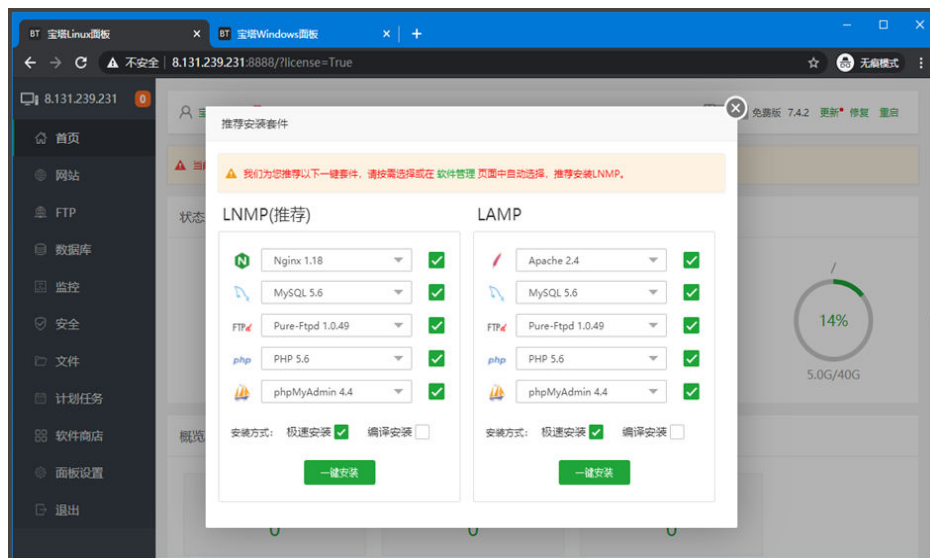 BT 宝塔Linux面板
BT 宝塔Windows面板
不安全 8.131.239.231:8888/?license=True
无痕模式
8.131.239.231 0
免费版 7.4.2 更新 修复 重启
首页
网站
FTP
数据库
监控
安全
文件
计划任务
软件商店
面板设置
退出
状态
概览
推荐安装套件
我们为您推荐以下一键套件，请按需选择或在 软件管理 页面中自动选择，推荐安装LNMP。
LNMP(推荐)
LAMP
Nginx 1.18
Apache 2.4
MySQL 5.6
MySQL 5.6
FTP Pure-Ftpd 1.0.49
FTP Pure-Ftpd 1.0.49
php PHP 5.6
php PHP 5.6
phpMyAdmin 4.4
phpMyAdmin 4.4
安装方式： 极速安装 编译安装
安装方式： 极速安装 编译安装
一键安装
一键安装
/
14%
5.0G/40G